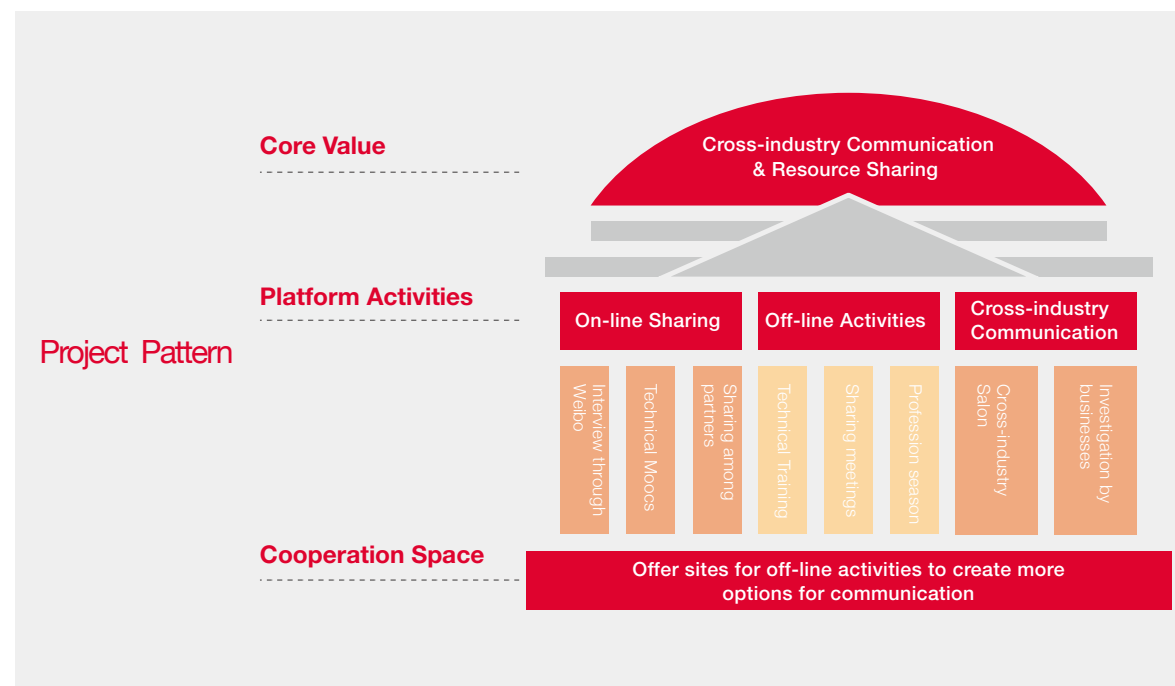 Core Value
Cross-industry Communication
& Resource Sharing
Platform Activities
On-line Sharing
Off-line Activities
Cross-industry
Communication
Project Pattern
Interview through
Weibo
Technical Moocs
Sharing among
partners
Technical Training
Sharing meetings
Profession season
Cross-industry
Salon
Investigation by
businesses
Cooperation Space
Offer sites for off-line activities to create more
options for communication